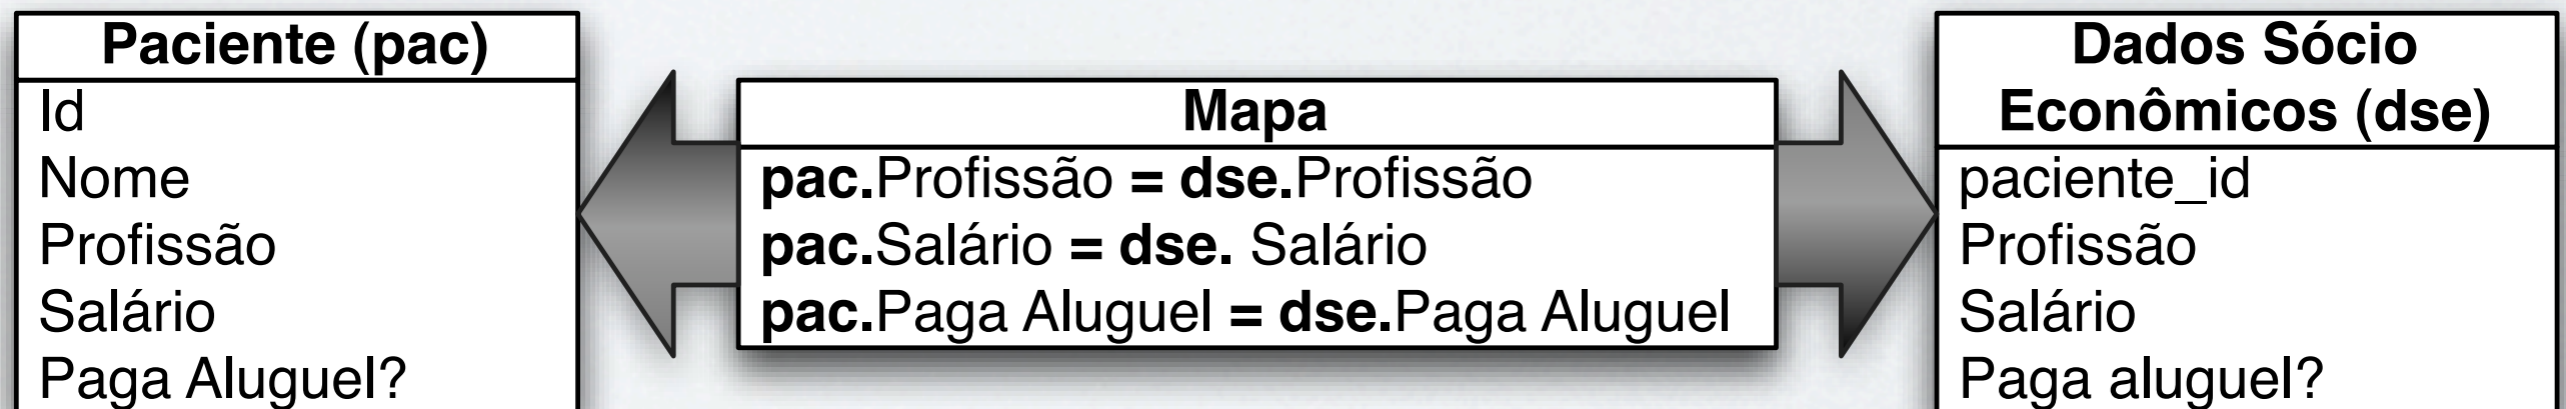 Paciente (pac)
Id
Nome
Profissão
Salário
Paga Aluguel?
Mapa
pac.Profissão = dse.Profissão
pac.Salário = dse. Salário
pac.Paga Aluguel = dse.Paga Aluguel
Dados Sócio
Econômicos (dse)
paciente_id
Profissão
Salário
Paga aluguel?